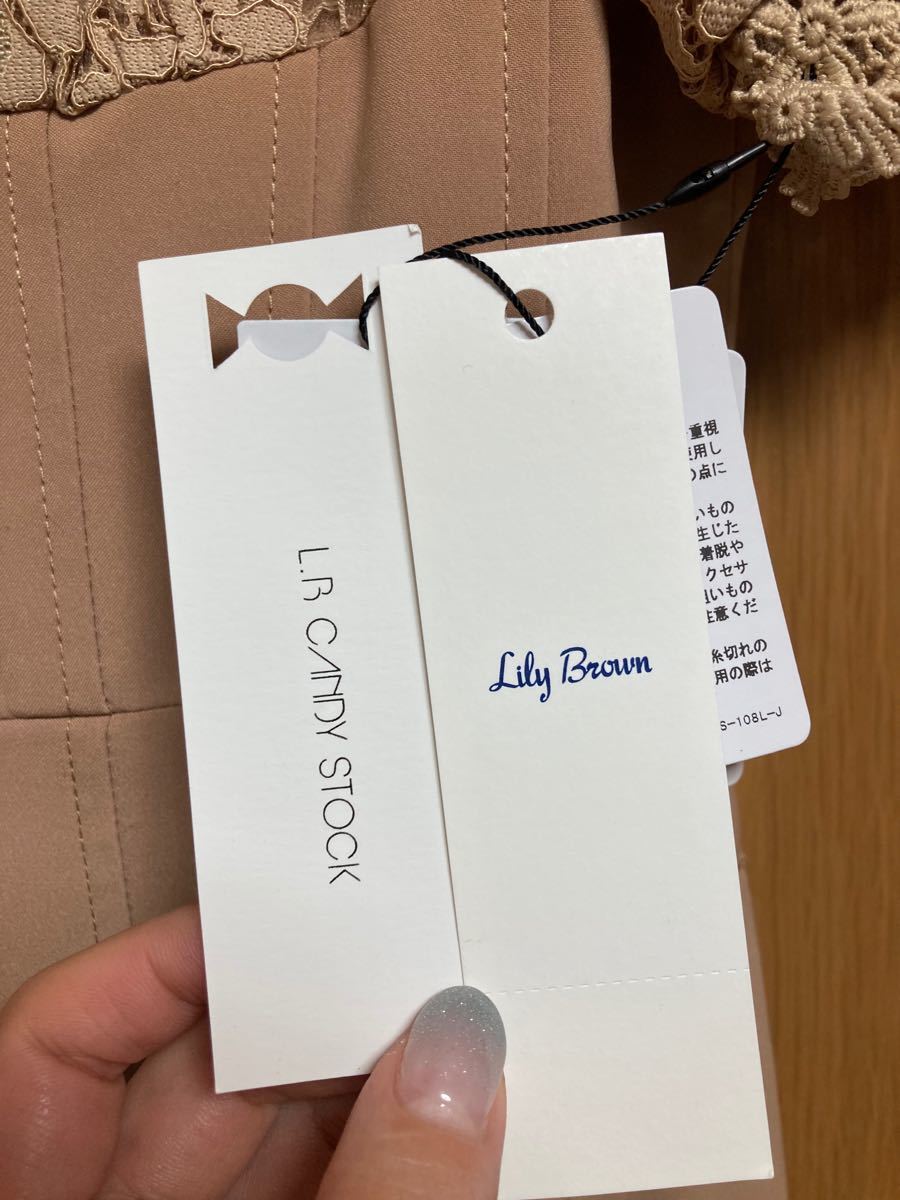 L.R CANDY STOCK
Lily Brown
重視
使用し
の点に
いもの
生じた
着脱や
クセサ
粗いもの
注意くだ
糸切れの
用の際は
S-108L-J